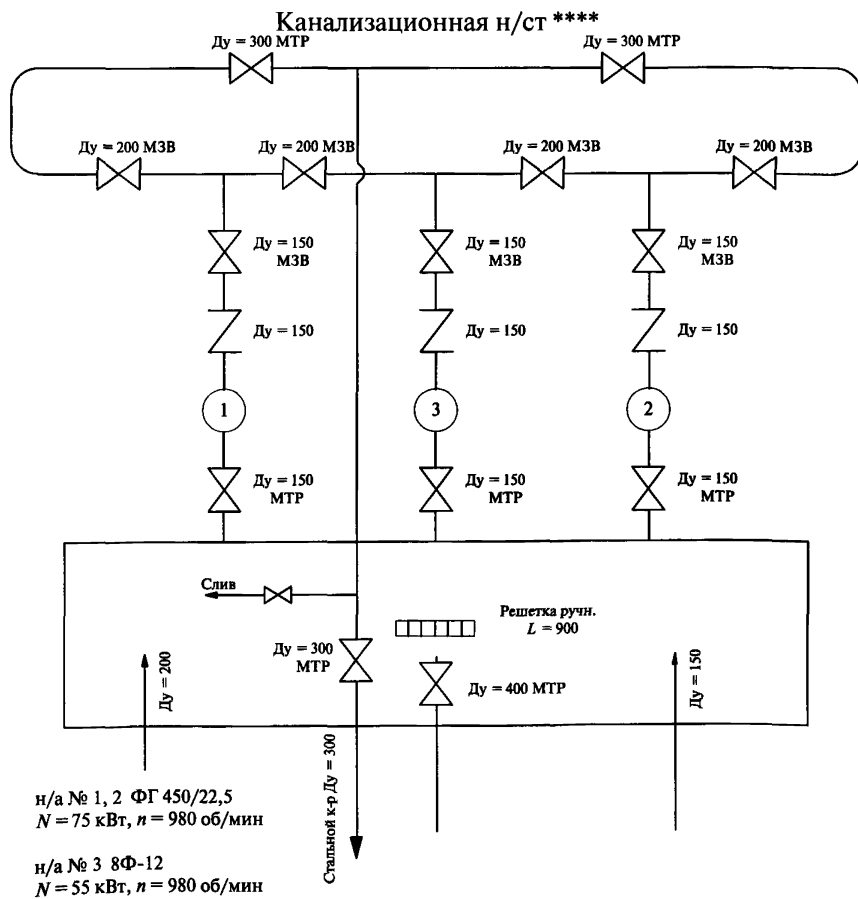 Канализационная н/ст ****
Ду = 300 МТР
Ду = 300 МТР
Ду = 200 МЗВ
Ду = 200 МЗВ
Ду = 200 МЗВ
Ду = 200 МЗВ
Ду = 150
МЗВ
Ду = 150
МЗВ
Ду = 150
МЗВ
Ду = 150
Ду = 150
Ду = 150
1
3
2
Ду = 150
МТР
Ду = 150
МТР
Ду = 150
МТР
Слив
Решетка ручн.
L = 900
Ду = 300
МТР
Ду = 400 МТР
Ду = 200
Ду = 150
Стальной к-р Ду = 300
н/а № 1, 2 ФГ 450/22,5
N = 75 кВт, n = 980 об/мин
н/а № 3 8Ф-12
N = 55 кВт, n = 980 об/мин